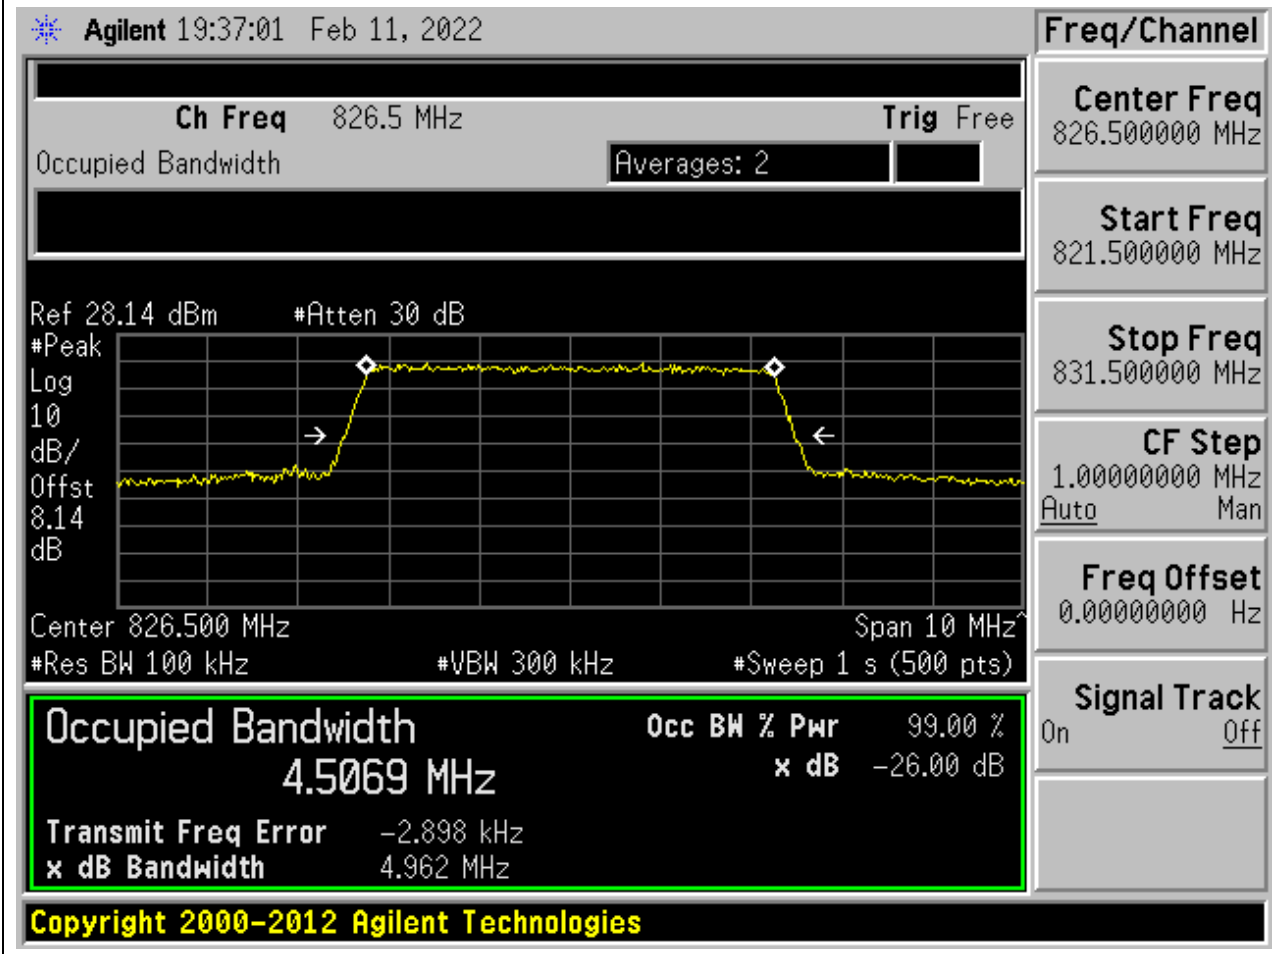 Agilent 19:37:01 Feb 11, 2022
Freq/Channel
Ch Freq 826.5 MHz Trig Free
Occupied Bandwidth Averages: 2
Center Freq
826.500000 MHz
Start Freq
821.500000 MHz
Stop Freq
831.500000 MHz
CF Step
1.00000000 MHz
Auto Man
Freq Offset
0.00000000 Hz
Signal Track
On Off
Ref 28.14 dBm #Atten 30 dB
#Peak
Log
10
dB/
Offst
8.14
dB
Center 826.500 MHz Span 10 MHz^
#Res BW 100 kHz #VBW 300 kHz #Sweep 1 s (500 pts)
Occupied Bandwidth Occ BW % Pwr 99.00 %
4.5069 MHz x dB -26.00 dB
Transmit Freq Error -2.898 kHz
x dB Bandwidth 4.962 MHz
Copyright 2000-2012 Agilent Technologies